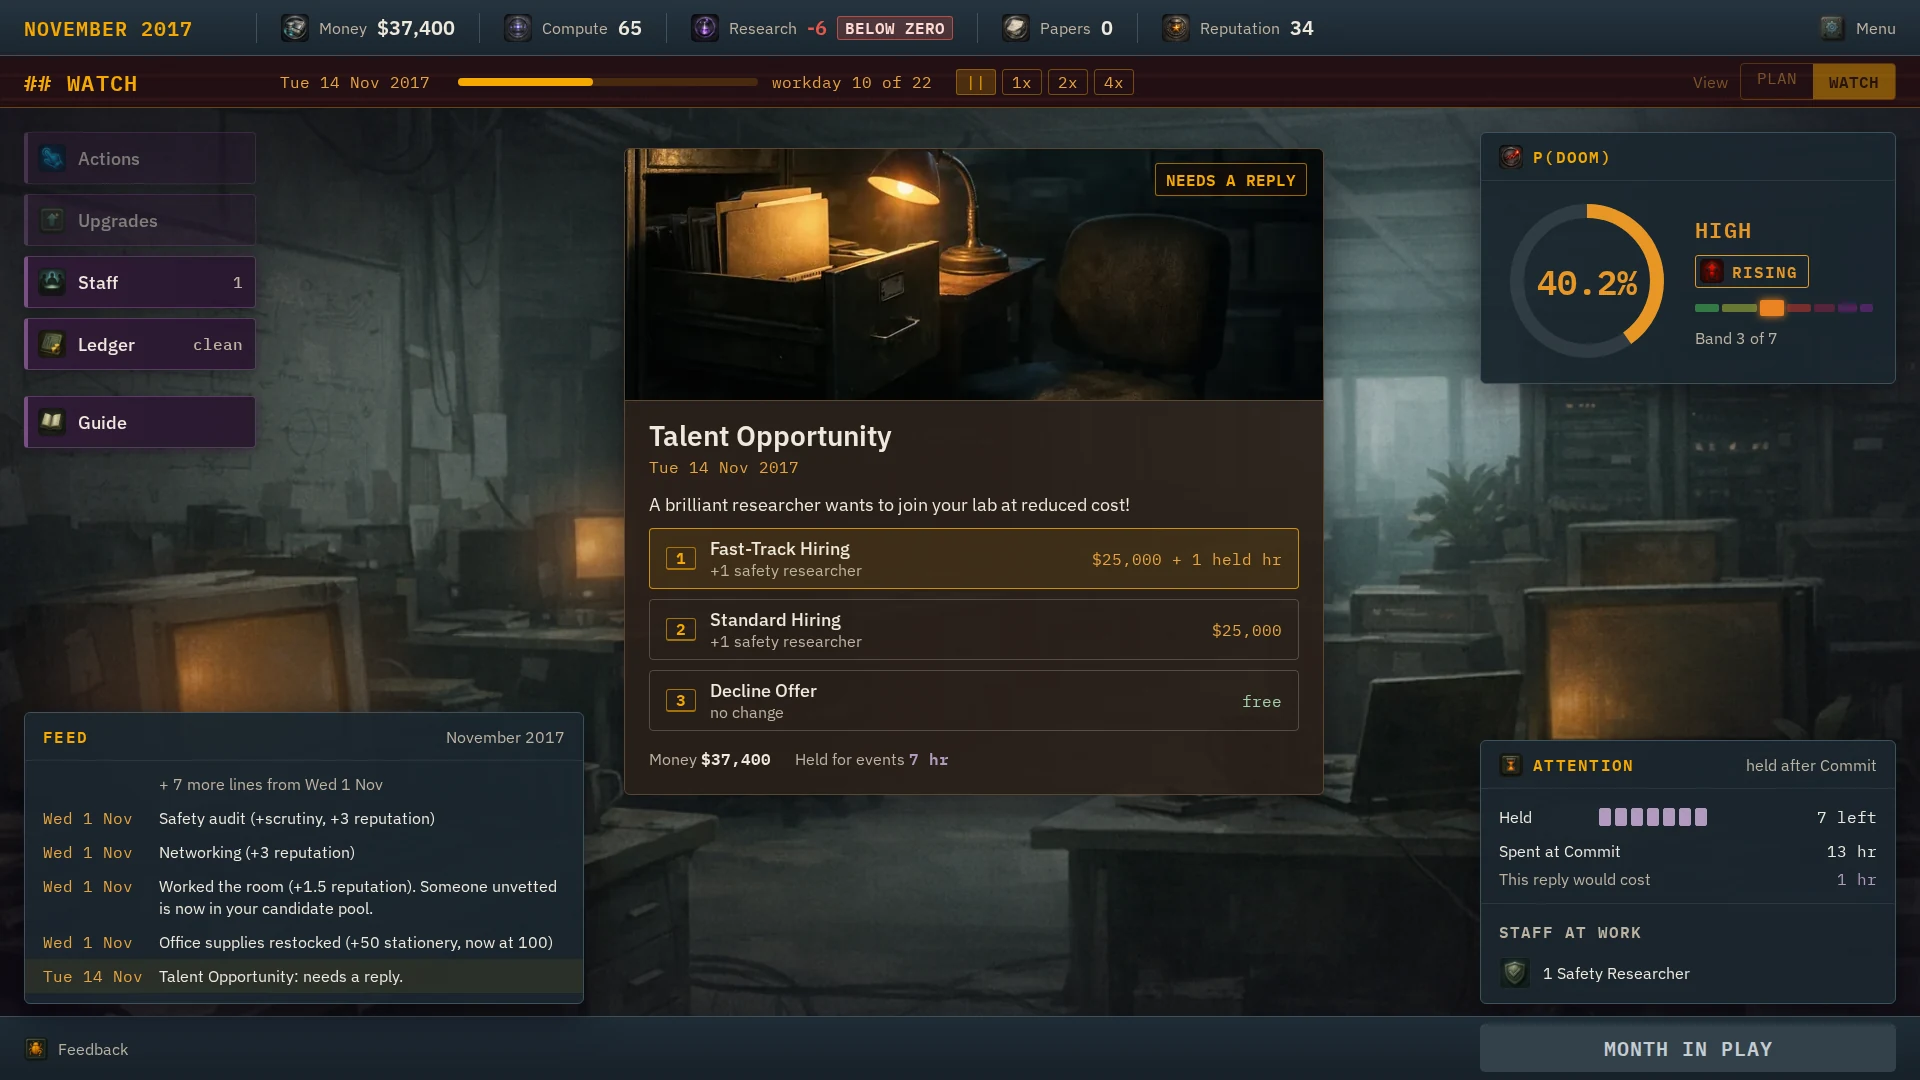 NOVEMBER 2017
Money $37,400
Compute 65
Research -6 BELOW ZERO
Papers 0
Reputation 34
Menu
## WATCH
Tue 14 Nov 2017
workday 10 of 22
|| 1x 2x 4x
View PLAN WATCH
Actions
Upgrades
Staff 1
Ledger clean
Guide
NEEDS A REPLY
Talent Opportunity
Tue 14 Nov 2017
A brilliant researcher wants to join your lab at reduced cost!
1 Fast-Track Hiring $25,000 + 1 held hr
+1 safety researcher
2 Standard Hiring $25,000
+1 safety researcher
3 Decline Offer free
no change
Money $37,400 Held for events 7 hr
P(DOOM)
40.2%
HIGH
RISING
Band 3 of 7
FEED November 2017
+ 7 more lines from Wed 1 Nov
Wed 1 Nov Safety audit (+scrutiny, +3 reputation)
Wed 1 Nov Networking (+3 reputation)
Wed 1 Nov Worked the room (+1.5 reputation). Someone unvetted
is now in your candidate pool.
Wed 1 Nov Office supplies restocked (+50 stationery, now at 100)
Tue 14 Nov Talent Opportunity: needs a reply.
ATTENTION held after Commit
Held 7 left
Spent at Commit 13 hr
This reply would cost 1 hr
STAFF AT WORK
1 Safety Researcher
Feedback
MONTH IN PLAY